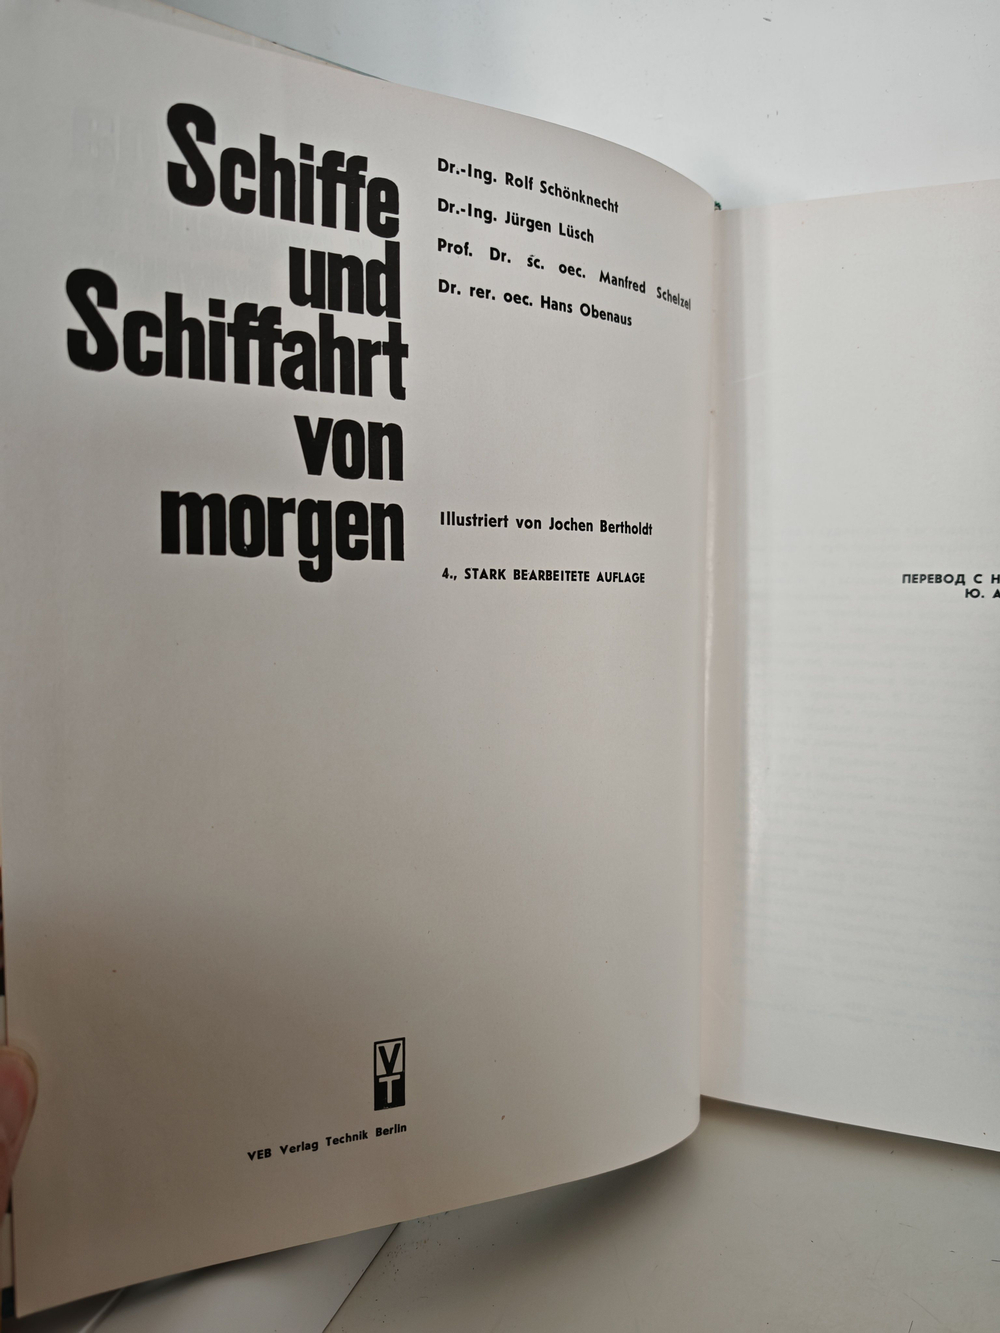 Schiffe
und
Schiffahrt
von
morgen
Dr.-Ing. Rolf Schönknecht
Dr.-Ing. Jürgen Lüsch
Prof. Dr. sc. oec. Manfred Schelzel
Dr. rer. oec. Hans Obenaus
Illustriert von Jochen Bertholdt
4., STARK BEARBEITETE AUFLAGE
V
T
VEB Verlag Technik Berlin
ПЕРЕВОД С Н
Ю. А